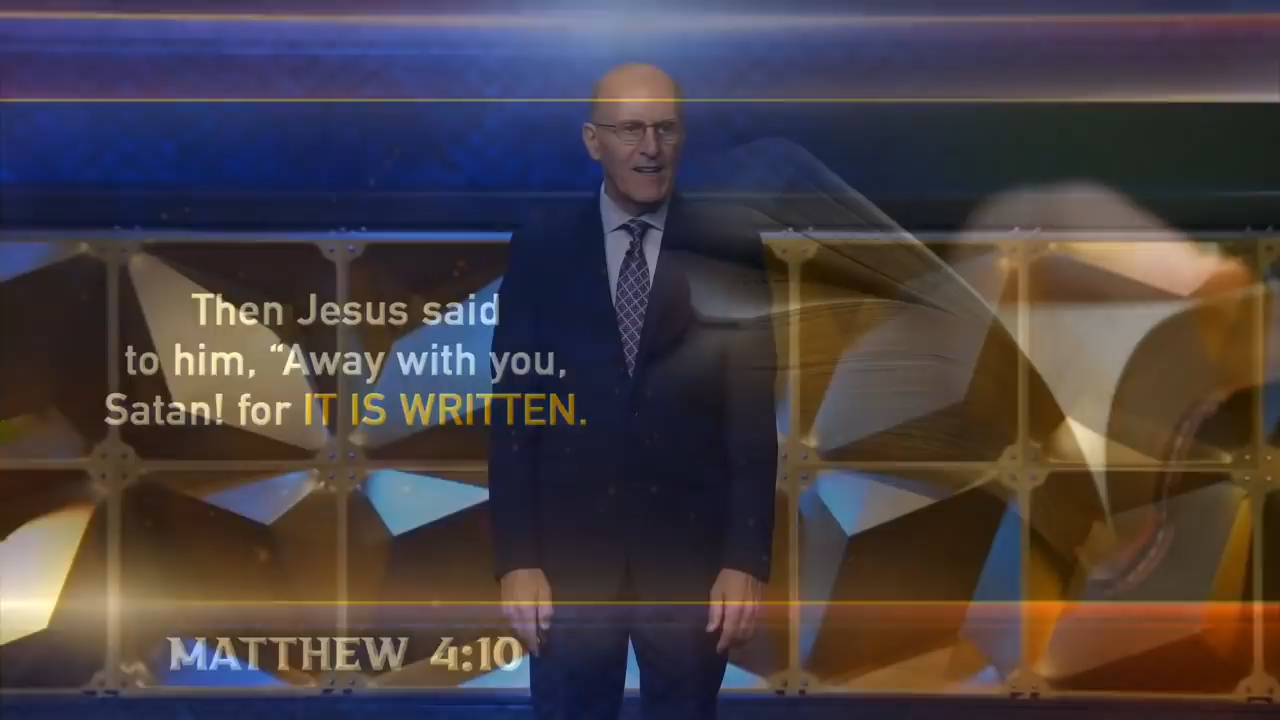 Then Jesus said
to him, “Away with you,
Satan! for IT IS WRITTEN.
MATTHEW 4:10